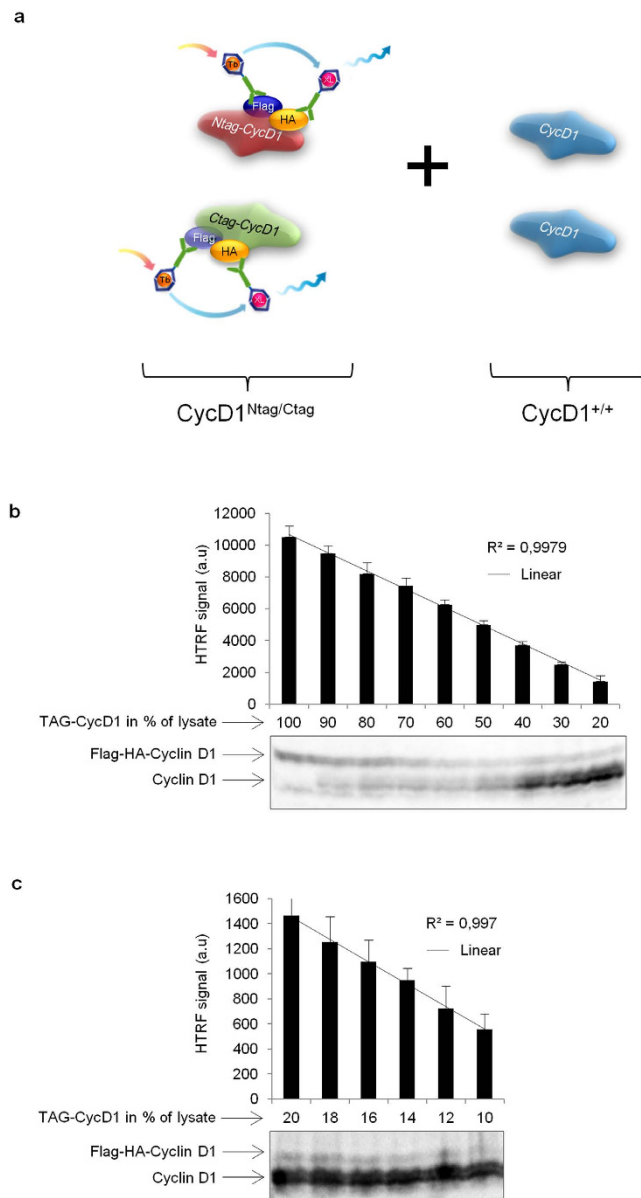 a
Tb
XL
Flag
HA
Ntag-CycD1
CycD1
+
Ctag-CycD1
Flag
HA
CycD1
Tb
XL
CycD1Ntag/Ctag
CycD1+/+
b
HTRF signal (a.u)
12000
10000
8000
6000
4000
2000
0
R² = 0,9979
Linear
TAG-CycD1 in % of lysate 100 90 80 70 60 50 40 30 20
Flag-HA-Cyclin D1
Cyclin D1
c
HTRF signal (a.u)
1600
1400
1200
1000
800
600
400
200
0
R² = 0,997
Linear
TAG-CycD1 in % of lysate 20 18 16 14 12 10
Flag-HA-Cyclin D1
Cyclin D1